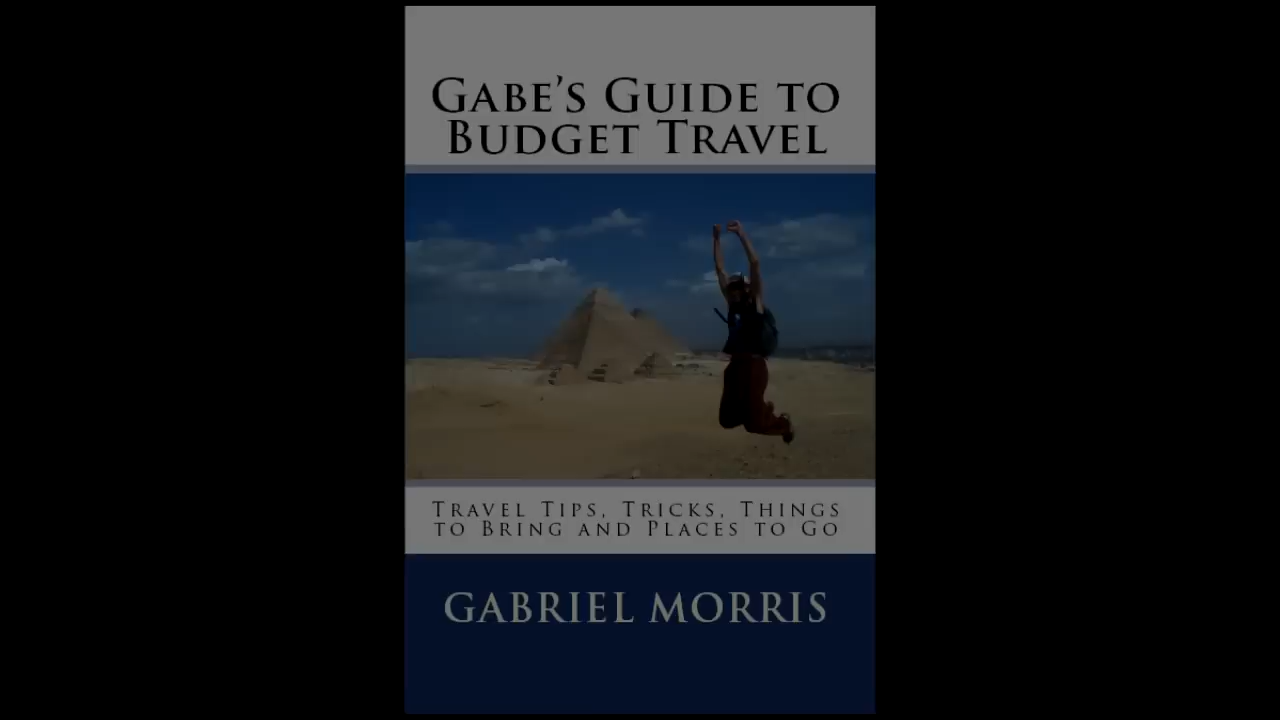 Gabe's Guide to
Budget Travel
Travel Tips, Tricks, Things
to Bring and Places to Go
GABRIEL MORRIS